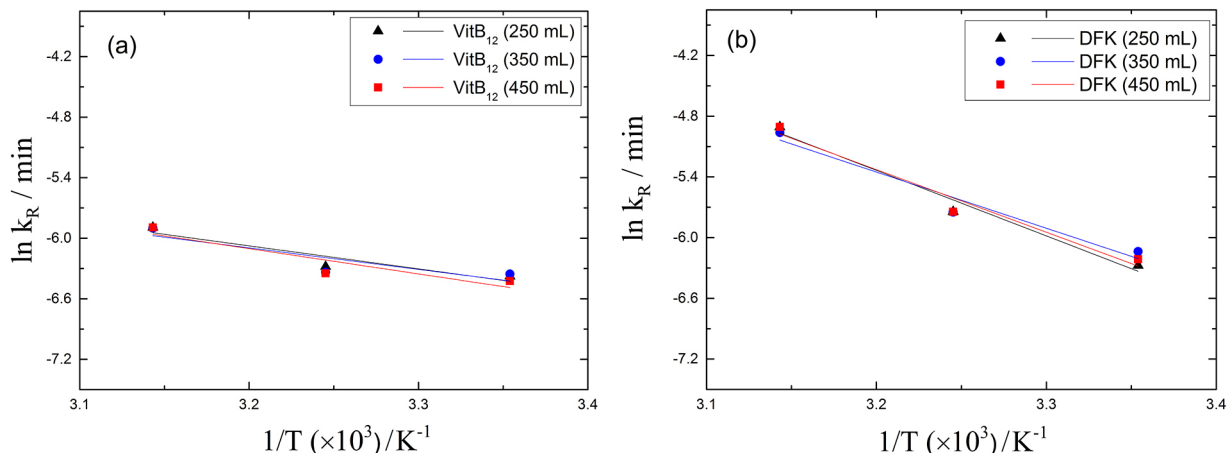 (a)
VitB₁₂ (250 mL)
VitB₁₂ (350 mL)
VitB₁₂ (450 mL)
ln k_R / min
-4.2
-4.8
-5.4
-6.0
-6.6
-7.2
3.1
3.2
3.3
3.4
1/T (×10³)/K⁻¹
(b)
DFK (250 mL)
DFK (350 mL)
DFK (450 mL)
ln k_R / min
-4.2
-4.8
-5.4
-6.0
-6.6
-7.2
3.1
3.2
3.3
3.4
1/T (×10³)/K⁻¹